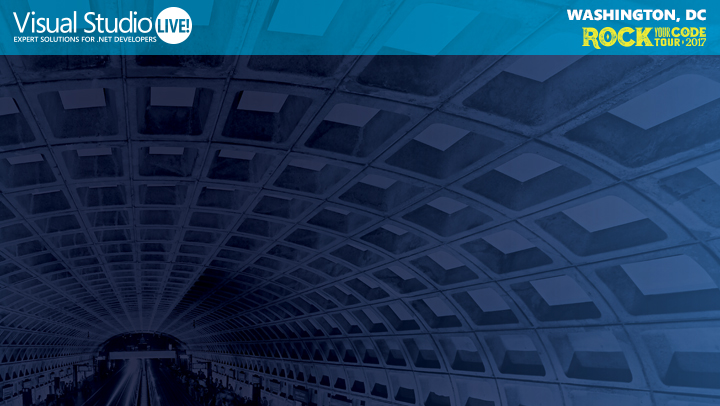 Visual Studio LIVE!
EXPERT SOLUTIONS FOR .NET DEVELOPERS
WASHINGTON, DC
ROCK YOUR CODE
TOUR • 2017